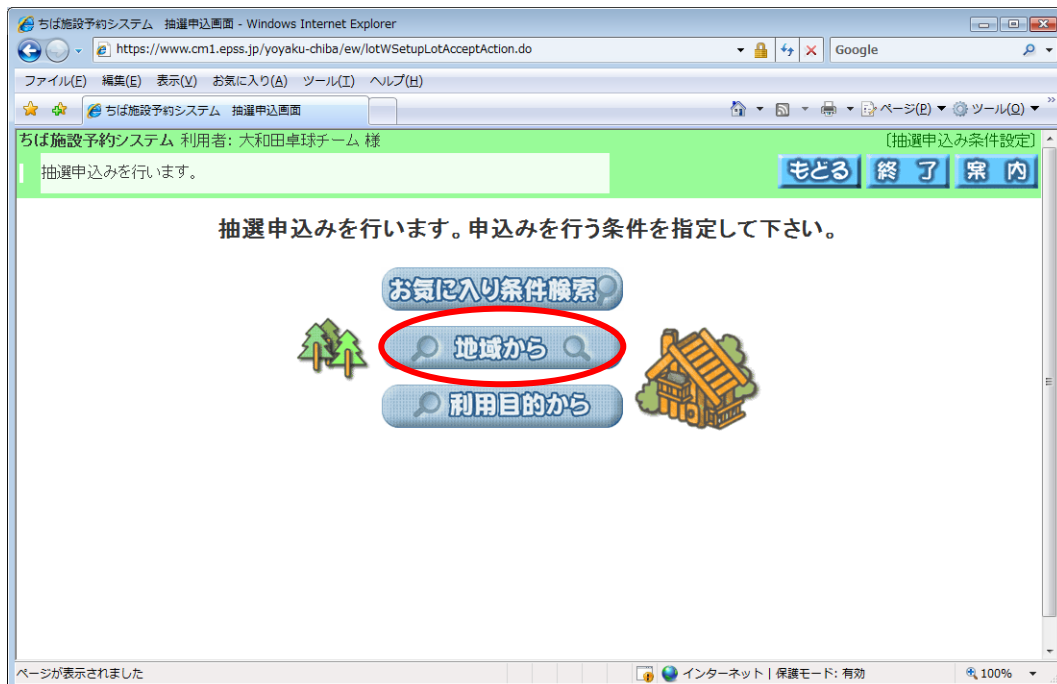 ちば施設予約システム　抽選申込画面 - Windows Internet Explorer
https://www.cm1.epss.jp/yoyaku-chiba/ew/lotWSetupLotAcceptAction.do
Google
ファイル(F) 編集(E) 表示(V) お気に入り(A) ツール(T) ヘルプ(H)
ちば施設予約システム　抽選申込画面
ページ(P) ツール(O)
ちば施設予約システム 利用者: 大和田卓球チーム 様
〔抽選申込み条件設定〕
抽選申込みを行います。
もどる 終了 案内
抽選申込みを行います。申込みを行う条件を指定して下さい。
お気に入り条件検索
地域から
利用目的から
ページが表示されました
インターネット | 保護モード: 有効
100%